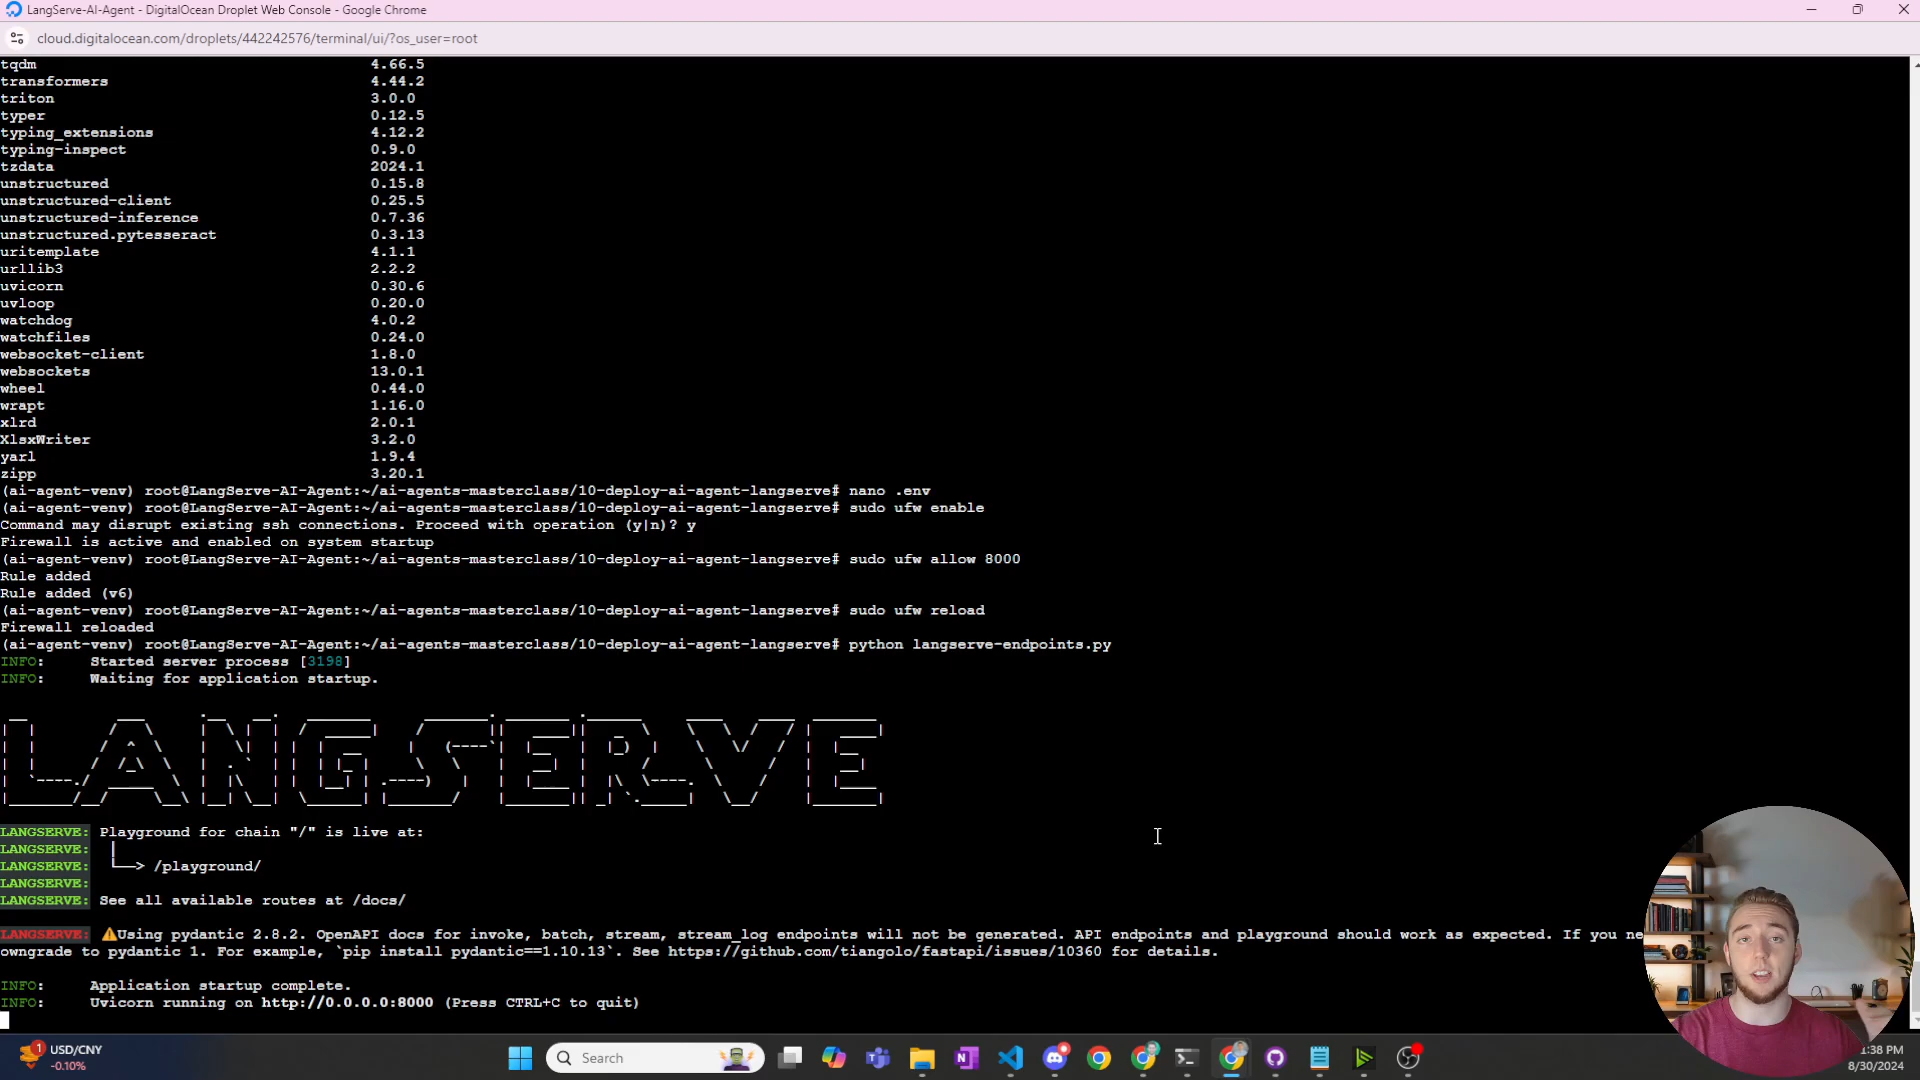 LangServe-AI-Agent - DigitalOcean Droplet Web Console - Google Chrome
cloud.digitalocean.com/droplets/442242576/terminal/ui/?os_user=root
tqdm 4.66.5
transformers 4.44.2
triton 3.0.0
typer 0.12.5
typing_extensions 4.12.2
typing-inspect 0.9.0
tzdata 2024.1
unstructured 0.15.8
unstructured-client 0.25.5
unstructured-inference 0.7.36
unstructured.pytesseract 0.3.13
uritemplate 4.1.1
urllib3 2.2.2
uvicorn 0.30.6
uvloop 0.20.0
watchdog 4.0.2
watchfiles 0.24.0
websocket-client 1.8.0
websockets 13.0.1
wheel 0.44.0
wrapt 1.16.0
xlrd 2.0.1
XlsxWriter 3.2.0
yarl 1.9.4
zipp 3.20.1
(ai-agent-venv) root@LangServe-AI-Agent:~/ai-agents-masterclass/10-deploy-ai-agent-langserve# nano .env
(ai-agent-venv) root@LangServe-AI-Agent:~/ai-agents-masterclass/10-deploy-ai-agent-langserve# sudo ufw enable
Command may disrupt existing ssh connections. Proceed with operation (y|n)? y
Firewall is active and enabled on system startup
(ai-agent-venv) root@LangServe-AI-Agent:~/ai-agents-masterclass/10-deploy-ai-agent-langserve# sudo ufw allow 8000
Rule added
Rule added (v6)
(ai-agent-venv) root@LangServe-AI-Agent:~/ai-agents-masterclass/10-deploy-ai-agent-langserve# sudo ufw reload
Firewall reloaded
(ai-agent-venv) root@LangServe-AI-Agent:~/ai-agents-masterclass/10-deploy-ai-agent-langserve# python langserve-endpoints.py
INFO: Started server process [3198]
INFO: Waiting for application startup.
LANGSERVE
LANGSERVE: Playground for chain "/" is live at:
LANGSERVE: │
LANGSERVE: └──> /playground/
LANGSERVE:
LANGSERVE: See all available routes at /docs/
LANGSERVE: ⚠️Using pydantic 2.8.2. OpenAPI docs for invoke, batch, stream, stream_log endpoints will not be generated. API endpoints and playground should work as expected. If you ne
owngrade to pydantic 1. For example, `pip install pydantic==1.10.13`. See https://github.com/tiangolo/fastapi/issues/10360 for details.
INFO: Application startup complete.
INFO: Uvicorn running on http://0.0.0.0:8000 (Press CTRL+C to quit)
1
USD/CNY
-0.10%
Search
:38 PM
8/30/2024